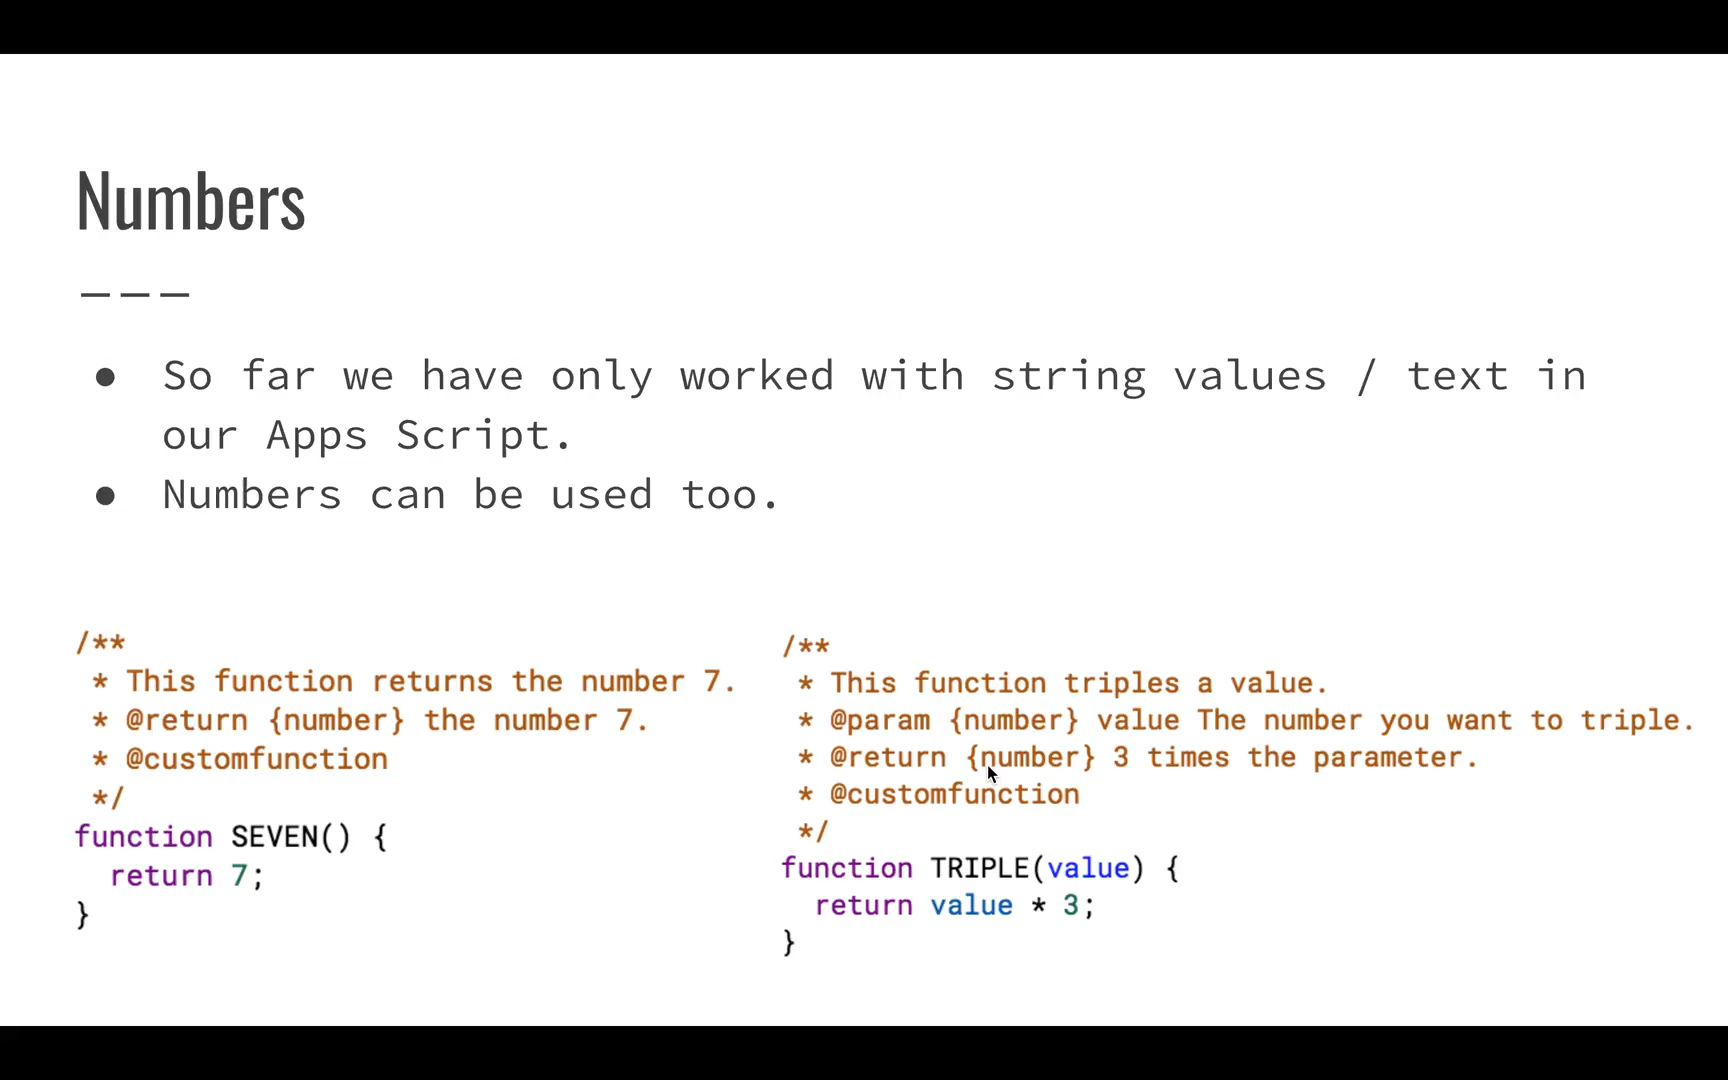 Numbers
———
● So far we have only worked with string values / text in
our Apps Script.
● Numbers can be used too.
/**
 * This function returns the number 7.
 * @return {number} the number 7.
 * @customfunction
 */
function SEVEN() {
  return 7;
}
/**
 * This function triples a value.
 * @param {number} value The number you want to triple.
 * @return {number} 3 times the parameter.
 * @customfunction
 */
function TRIPLE(value) {
  return value * 3;
}